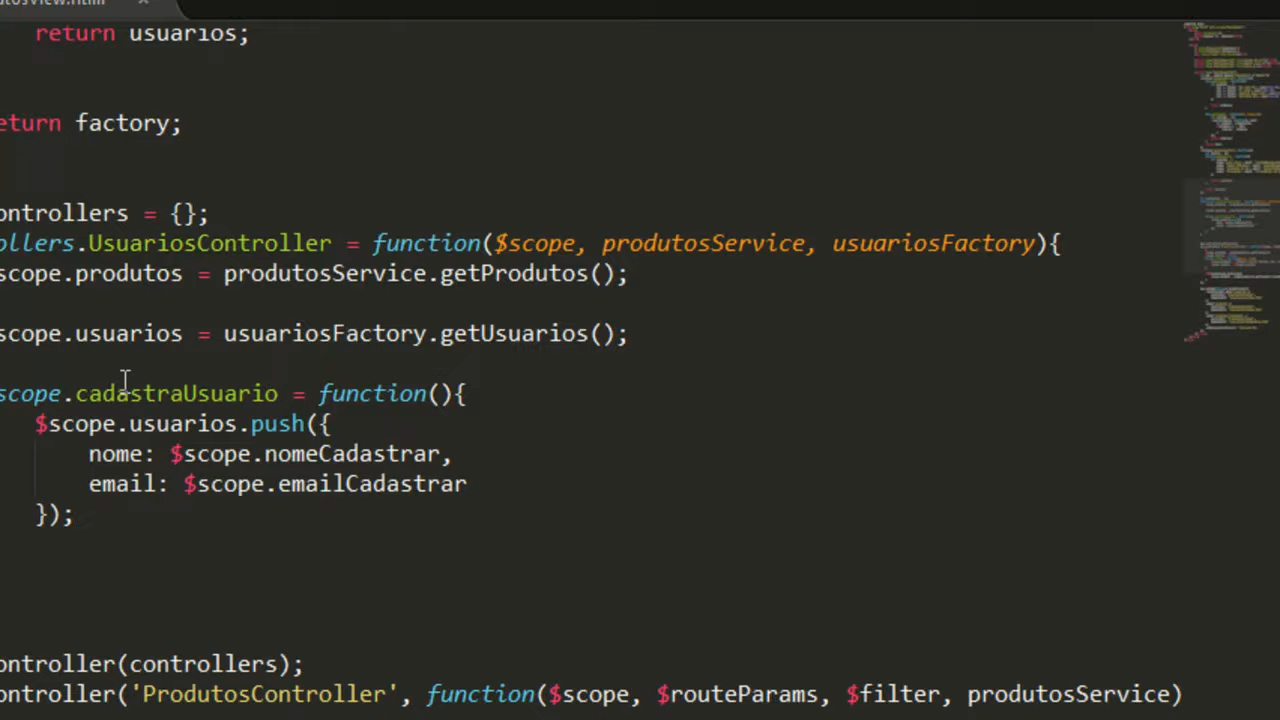 return usuarios;
eturn factory;
ontrollers = {};
ollers.UsuariosController = function($scope, produtosService, usuariosFactory){
scope.produtos = produtosService.getProdutos();
scope.usuarios = usuariosFactory.getUsuarios();
scope.cadastraUsuario = function(){
$scope.usuarios.push({
nome: $scope.nomeCadastrar,
email: $scope.emailCadastrar
});
ontroller(controllers);
ontroller('ProdutosController', function($scope, $routeParams, $filter, produtosService)